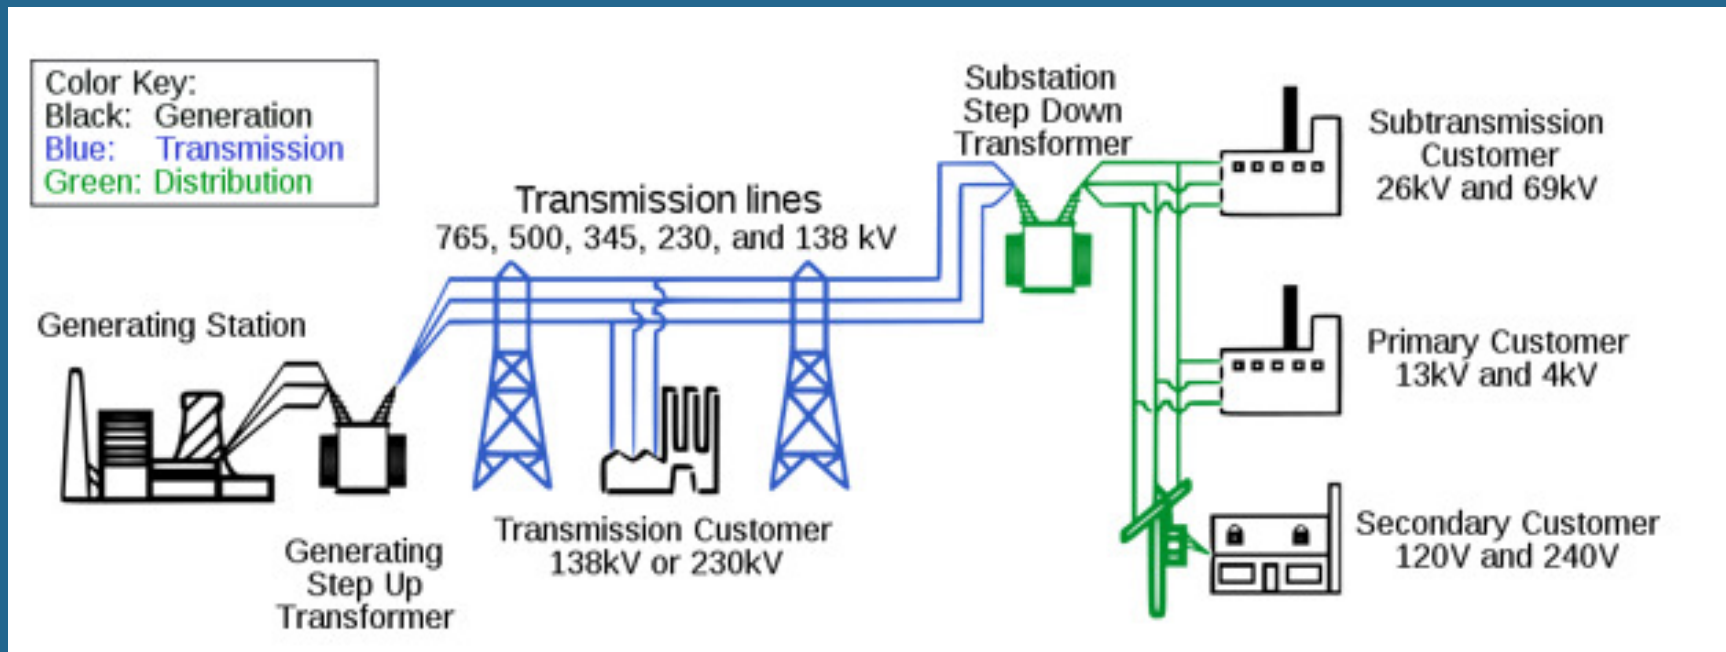 Color Key:
Black: Generation
Blue: Transmission
Green: Distribution
Substation
Step Down
Transformer
Subtransmission
Customer
26kV and 69kV
Transmission lines
765, 500, 345, 230, and 138 kV
Generating Station
Primary Customer
13kV and 4kV
Transmission Customer
138kV or 230kV
Secondary Customer
120V and 240V
Generating
Step Up
Transformer